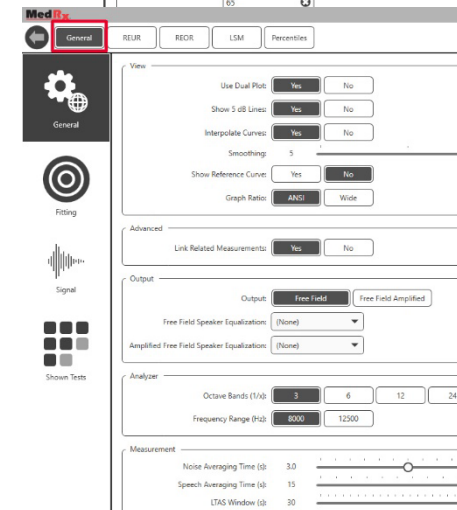 65
MedRx
General REUR REOR LSM Percentiles
General
Fitting
Signal
Shown Tests
View
Use Dual Plot: Yes No
Show 5 dB Lines: Yes No
Interpolate Curves: Yes No
Smoothing: 5
Show Reference Curve: Yes No
Graph Ratio: ANSI Wide
Advanced
Link Related Measurements: Yes No
Output
Output: Free Field Free Field Amplified
Free Field Speaker Equalization: (None)
Amplified Free Field Speaker Equalization: (None)
Analyzer
Octave Bands (1/x): 3 6 12 24
Frequency Range (Hz): 8000 12500
Measurement
Noise Averaging Time (s): 3.0
Speech Averaging Time (s): 15
LTAS Window (s): 30